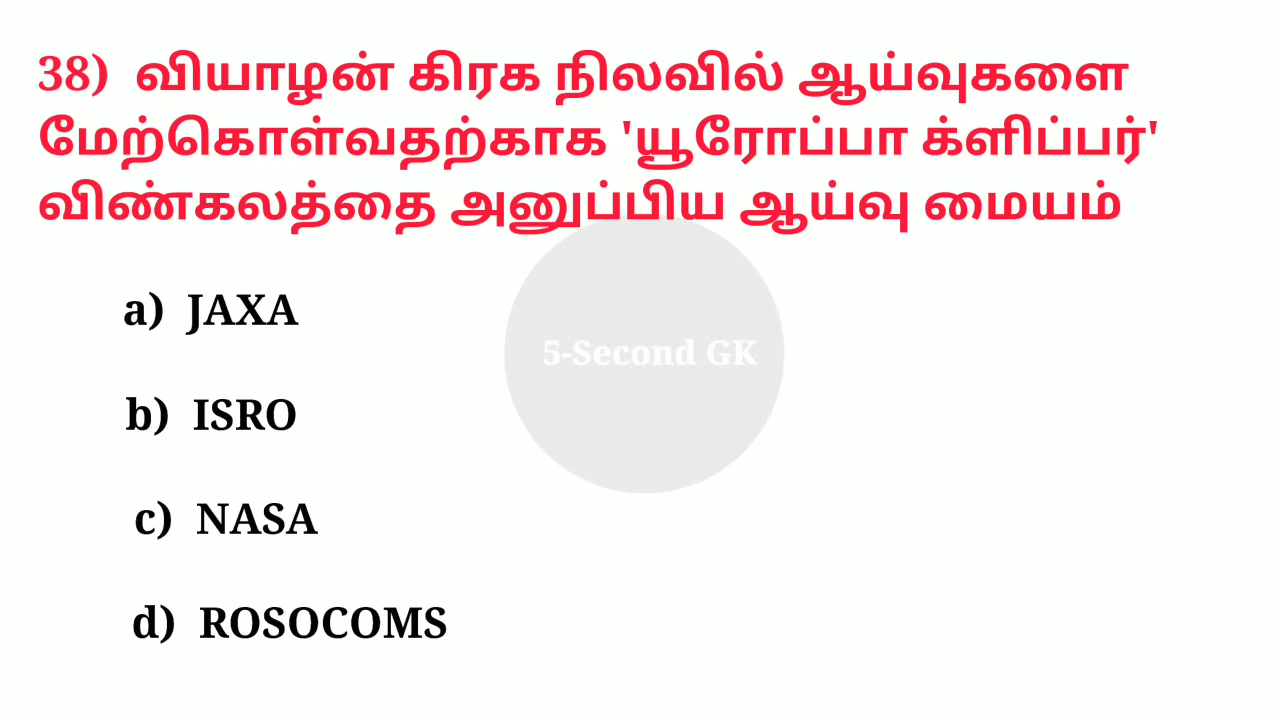 38) வியாழன் கிரக நிலவில் ஆய்வுகளை
மேற்கொள்வதற்காக 'யூரோப்பா க்ளிப்பர்'
விண்கலத்தை அனுப்பிய ஆய்வு மையம்
a) JAXA
5-Second GK
b) ISRO
c) NASA
d) ROSOCOMS